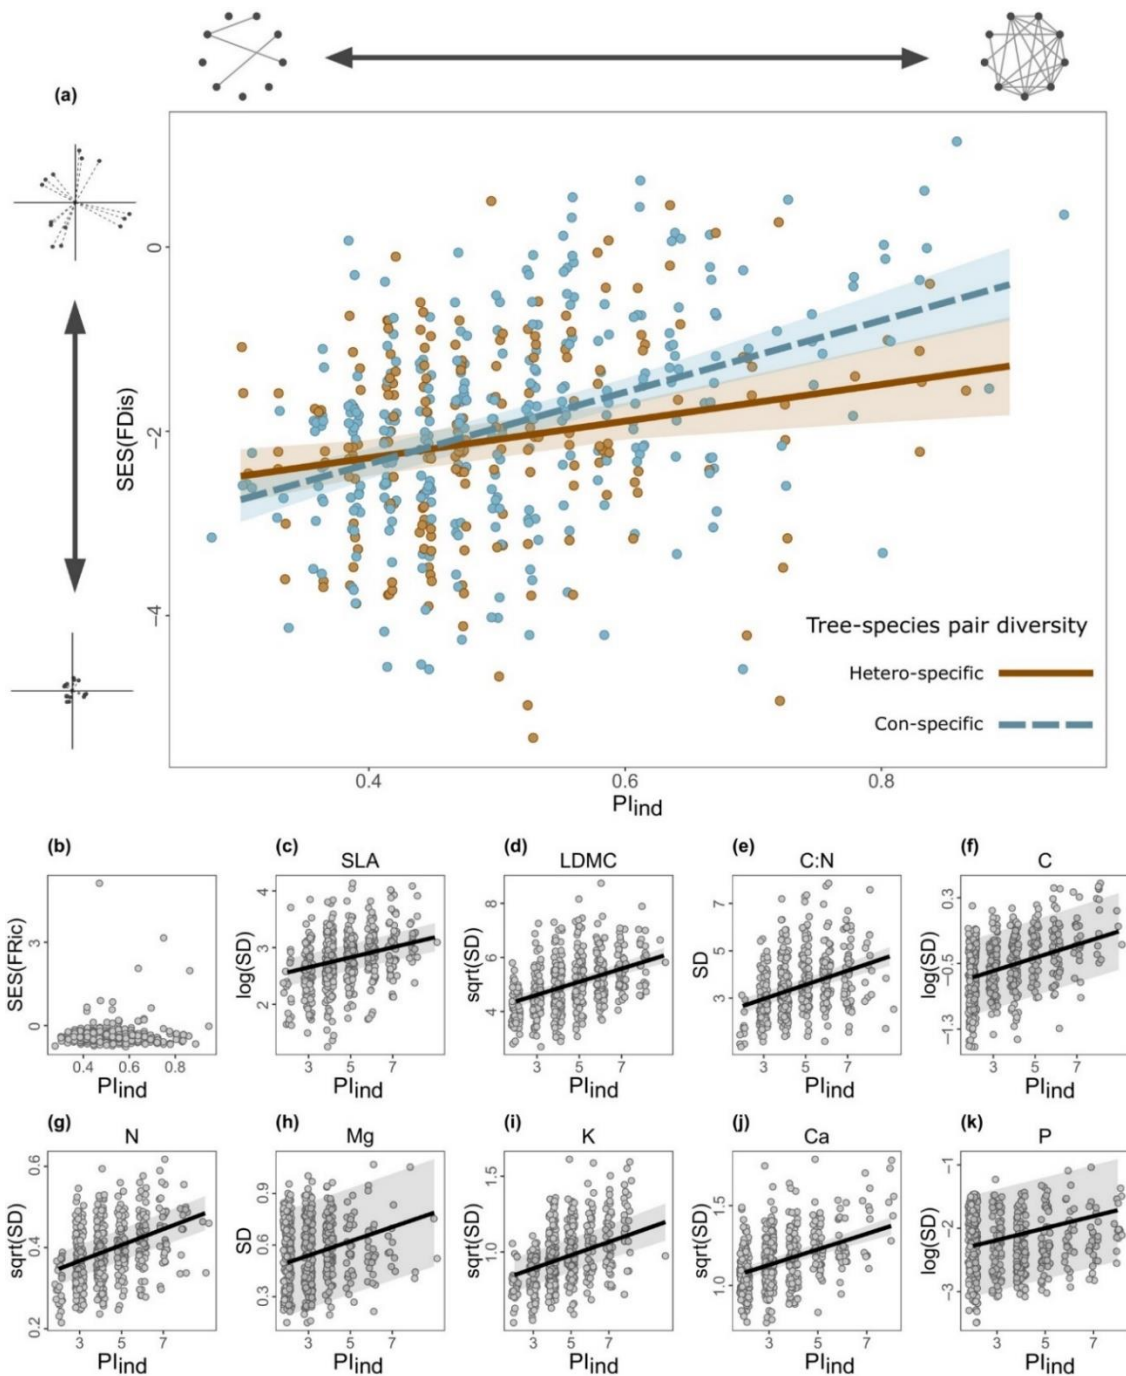 (a)
SES(FDis)
0
−2
−4
Tree-species pair diversity
Hetero-specific
Con-specific
0.4 0.6 0.8
PIind
(b) (c) (d) (e) (f)
SLA LDMC C:N C
SES(FRic) log(SD) sqrt(SD) SD log(SD)
3 4 8 7 0.3
0 3 6 5 −0.5
2 4 3 −1.3
0.4 0.6 0.8 3 5 7 3 5 7 3 5 7 3 5 7
PIind PIind PIind PIind PIind
(g) (h) (i) (j) (k)
N Mg K Ca P
sqrt(SD) SD sqrt(SD) sqrt(SD) log(SD)
0.6 0.9 1.5 1.5 −1
0.4 0.6 1.0 1.0 −2
0.2 0.3 −3
3 5 7 3 5 7 3 5 7 3 5 7 3 5 7
PIind PIind PIind PIind PIind